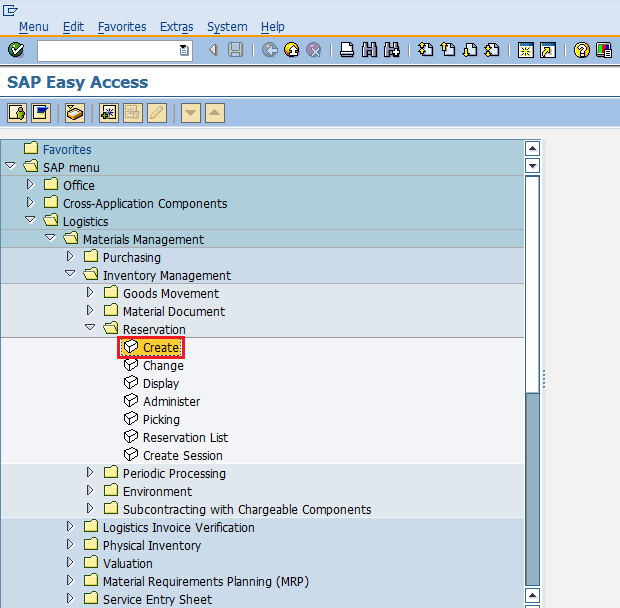 Menu Edit Favorites Extras System Help
SAP Easy Access
Favorites
SAP menu
Office
Cross-Application Components
Logistics
Materials Management
Purchasing
Inventory Management
Goods Movement
Material Document
Reservation
Create
Change
Display
Administer
Picking
Reservation List
Create Session
Periodic Processing
Environment
Subcontracting with Chargeable Components
Logistics Invoice Verification
Physical Inventory
Valuation
Material Requirements Planning (MRP)
Service Entry Sheet